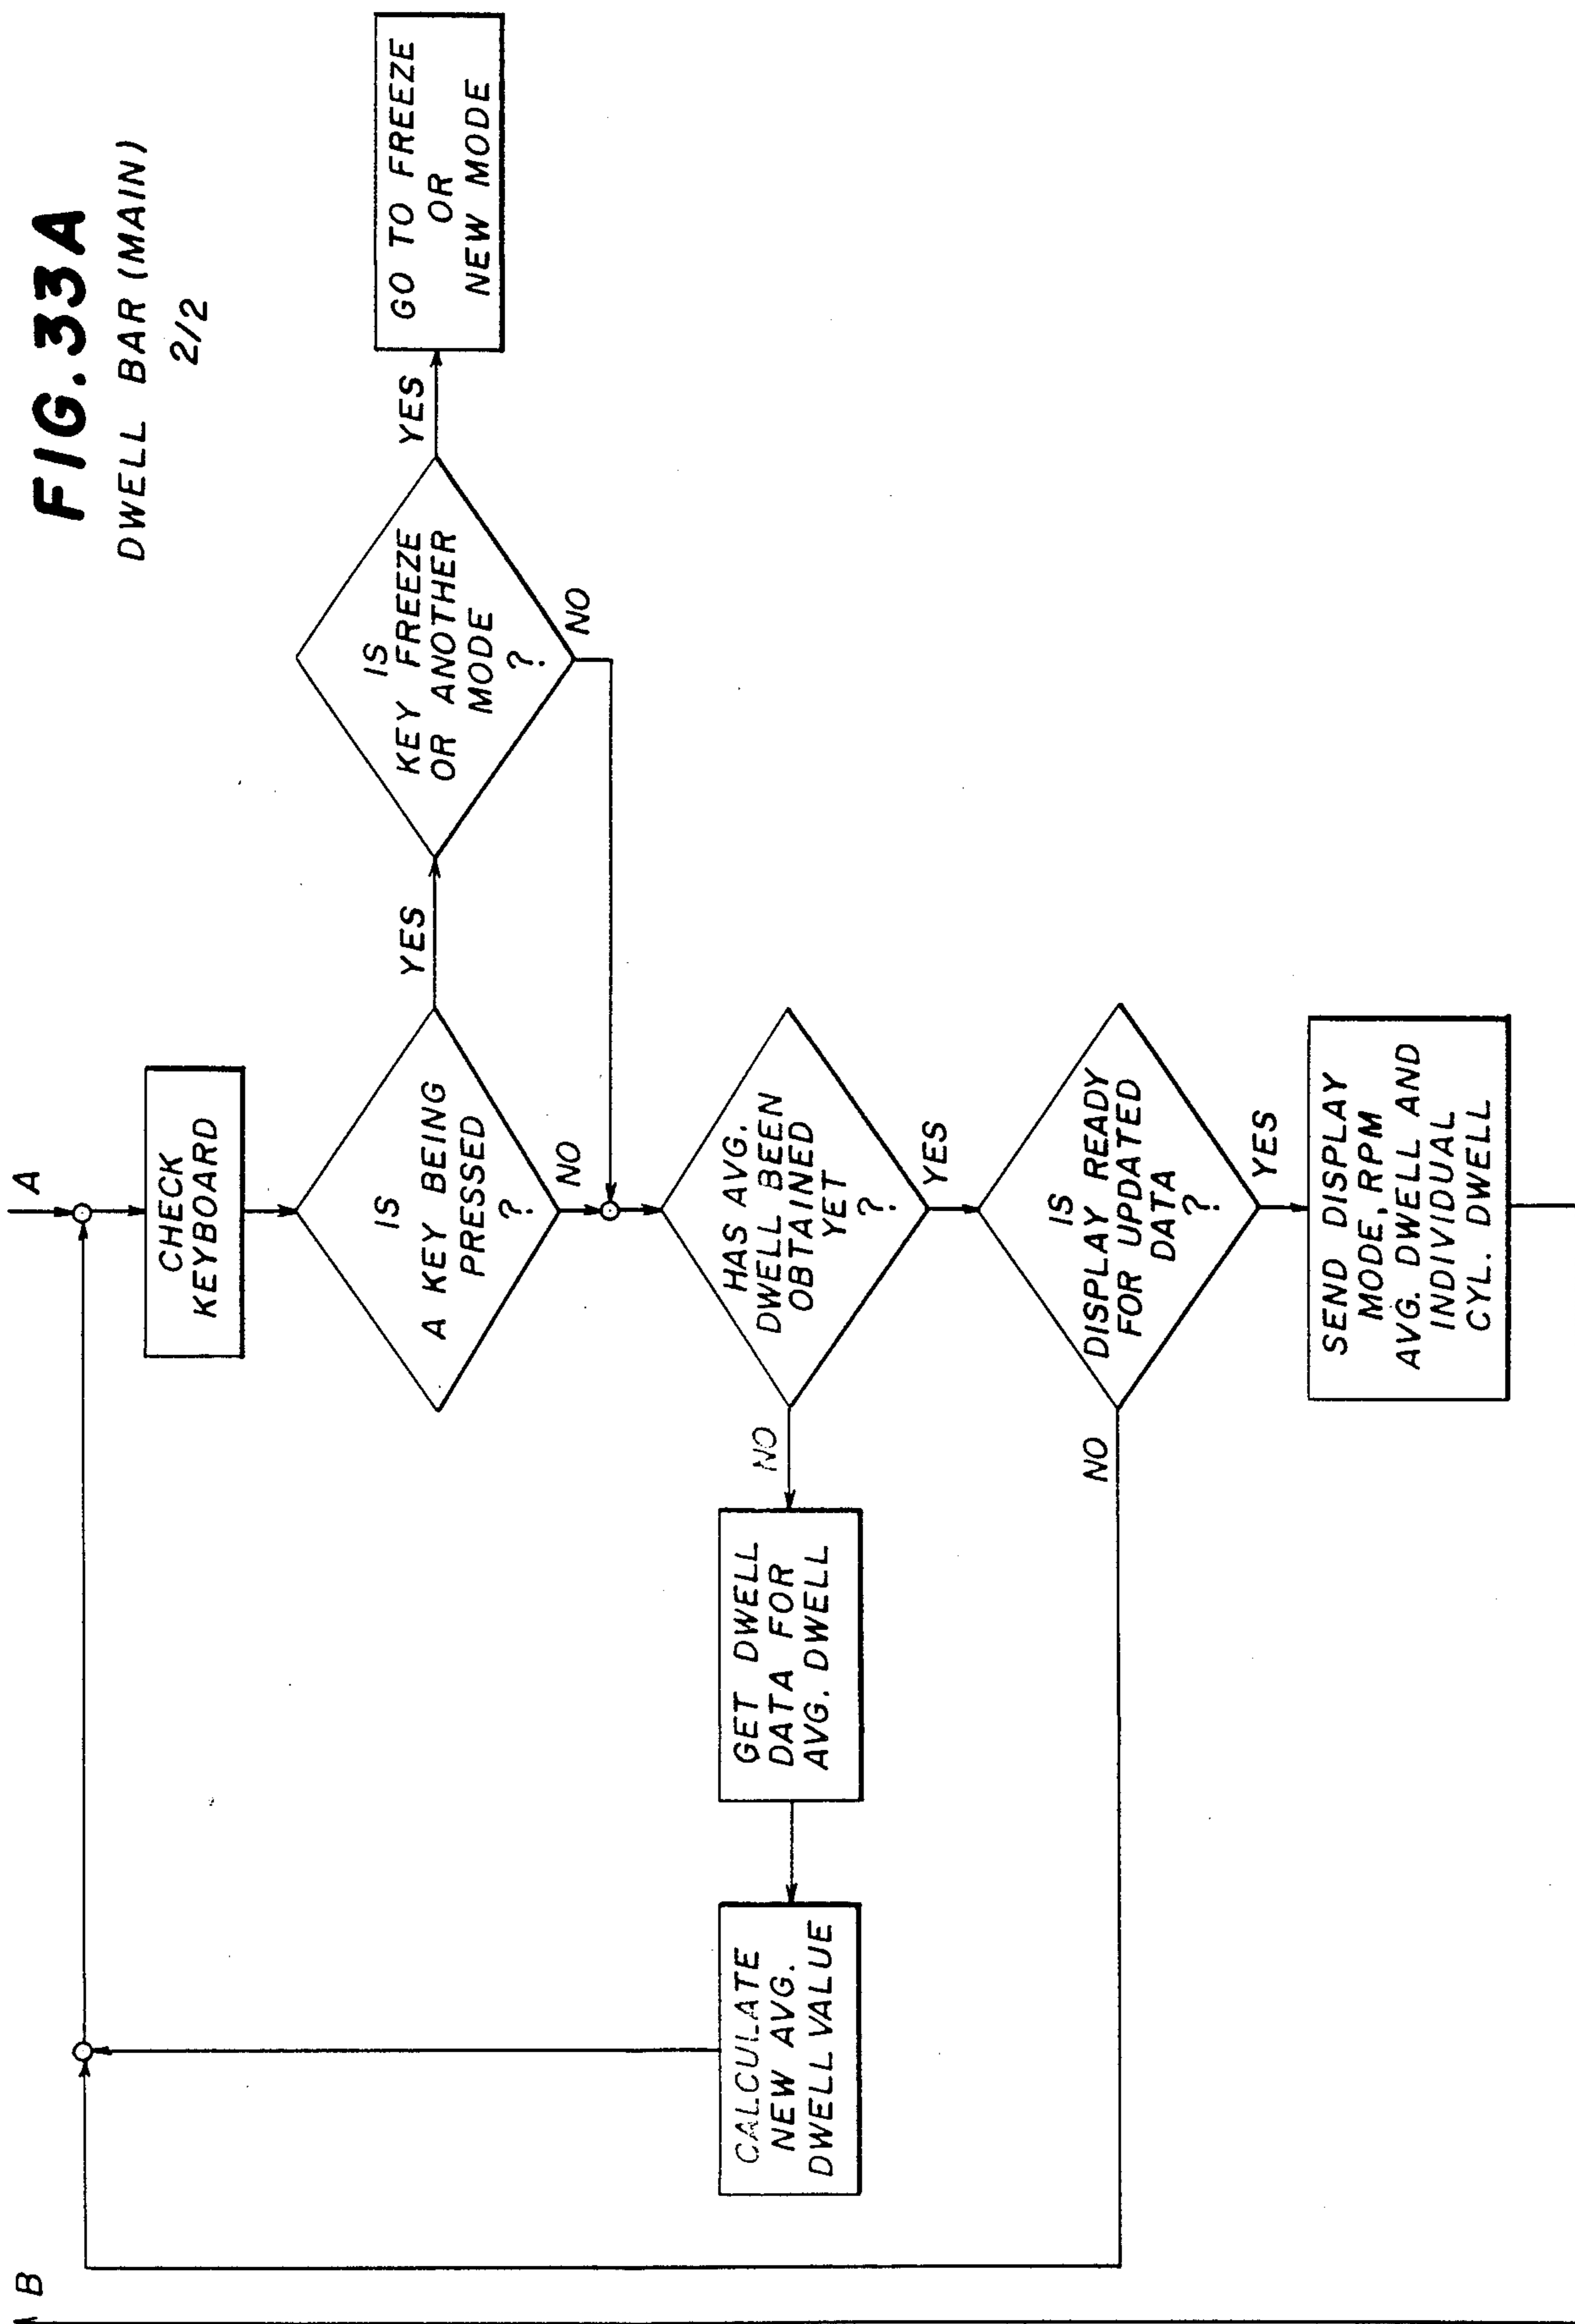 FIG. 33A
DWELL BAR (MAIN)
2/2
A
B
CHECK
KEYBOARD
IS
A KEY BEING
PRESSED
?
YES
NO
IS
KEY FREEZE
OR ANOTHER
MODE
?
YES
NO
GO TO FREEZE
OR
NEW MODE
HAS AVG.
DWELL BEEN
OBTAINED
YET
?
NO
YES
GET DWELL
DATA FOR
AVG. DWELL
CALCULATE
NEW AVG.
DWELL VALUE
IS
DISPLAY READY
FOR UPDATED
DATA
?
NO
YES
SEND DISPLAY
MODE, RPM
AVG. DWELL AND
INDIVIDUAL
CYL. DWELL